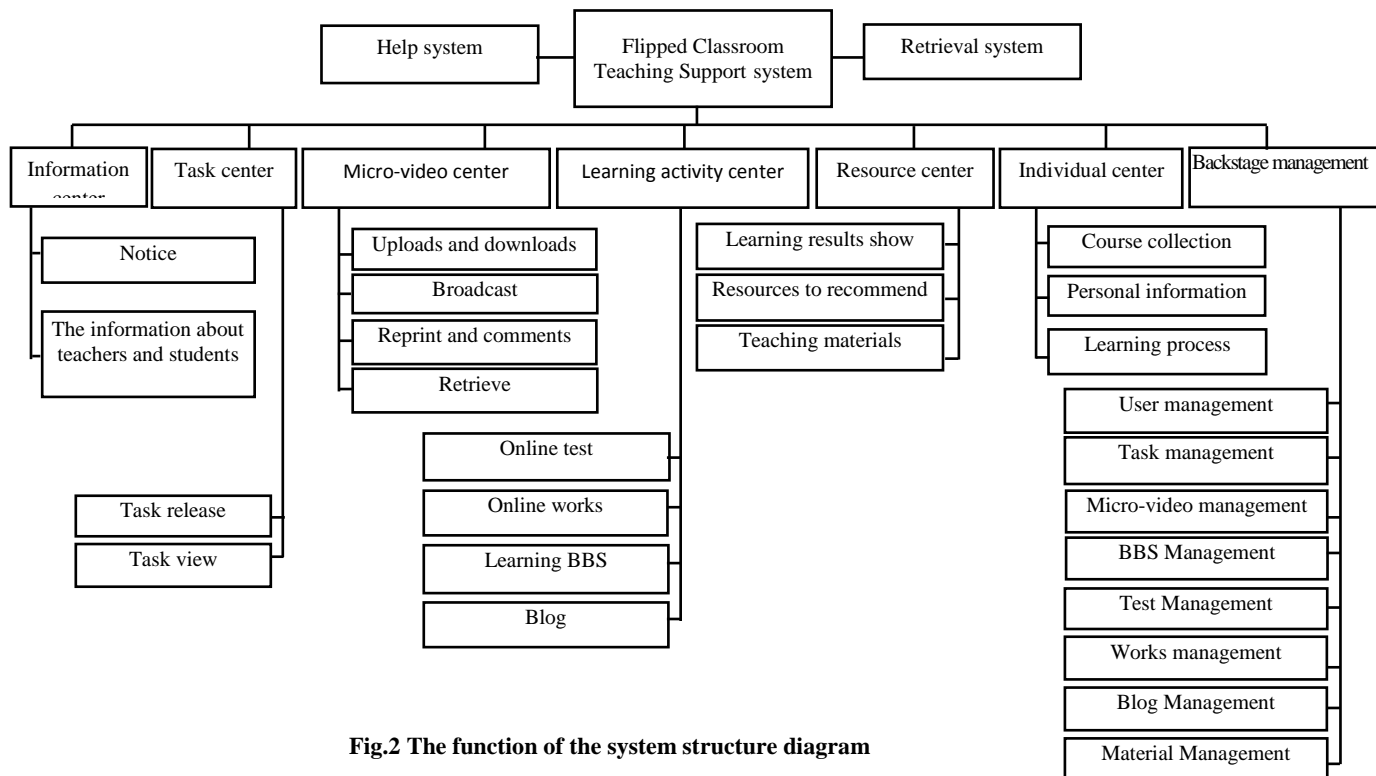 Help system
Flipped Classroom
Teaching Support system
Retrieval system
Information
center
Task center
Micro-video center
Learning activity center
Resource center
Individual center
Backstage management
Notice
The information about
teachers and students
Task release
Task view
Uploads and downloads
Broadcast
Reprint and comments
Retrieve
Online test
Online works
Learning BBS
Blog
Learning results show
Resources to recommend
Teaching materials
Course collection
Personal information
Learning process
User management
Task management
Micro-video management
BBS Management
Test Management
Works management
Blog Management
Material Management
Fig.2 The function of the system structure diagram